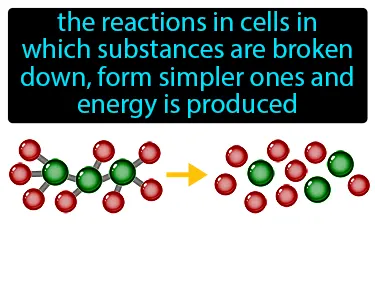 the reactions in cells in
which substances are broken
down, form simpler ones and
energy is produced